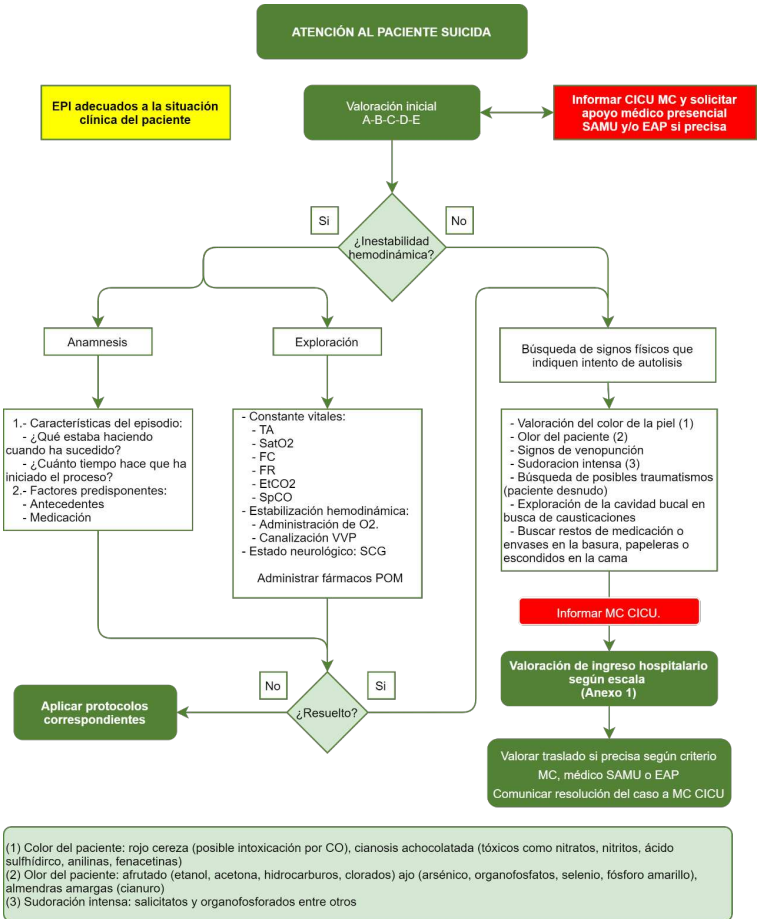 ATENCIÓN AL PACIENTE SUICIDA
EPI adecuados a la situación
clínica del paciente
Valoración inicial
A-B-C-D-E
Informar CICU MC y solicitar
apoyo médico presencial
SAMU y/o EAP si precisa
Si
No
¿Inestabilidad
hemodinámica?
Anamnesis
Exploración
Búsqueda de signos físicos que
indiquen intento de autolisis
1.- Características del episodio:
- ¿Qué estaba haciendo
cuando ha sucedido?
- ¿Cuánto tiempo hace que ha
iniciado el proceso?
2.- Factores predisponentes:
- Antecedentes
- Medicación
- Constante vitales:
- TA
- SatO2
- FC
- FR
- EtCO2
- SpCO
- Estabilización hemodinámica:
- Administración de O2.
- Canalización VVP
- Estado neurológico: SCG
Administrar fármacos POM
- Valoración del color de la piel (1)
- Olor del paciente (2)
- Signos de venopunción
- Sudoracion intensa (3)
- Búsqueda de posibles traumatismos
(paciente desnudo)
- Exploración de la cavidad bucal en
busca de causticaciones
- Buscar restos de medicación o
envases en la basura, papeleras o
escondidos en la cama
Informar MC CICU.
No
Si
Valoración de ingreso hospitalario
según escala
(Anexo 1)
Aplicar protocolos
correspondientes
¿Resuelto?
Valorar traslado si precisa según criterio
MC, médico SAMU o EAP
Comunicar resolución del caso a MC CICU
(1) Color del paciente: rojo cereza (posible intoxicación por CO), cianosis achocolatada (tóxicos como nitratos, nitritos, ácido
sulfhídirco, anilinas, fenacetinas)
(2) Olor del paciente: afrutado (etanol, acetona, hidrocarburos, clorados) ajo (arsénico, organofosfatos, selenio, fósforo amarillo),
almendras amargas (cianuro)
(3) Sudoración intensa: salicitatos y organofosforados entre otros